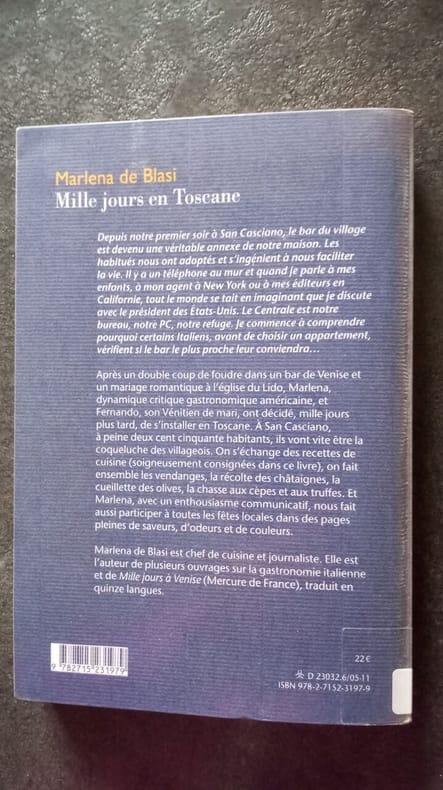 Marlena de Blasi
Mille jours en Toscane
Depuis notre premier soir à San Casciano, le bar du village
est devenu une véritable annexe de notre maison. Les
habitués nous ont adoptés et s'ingénient à nous faciliter
la vie. Il y a un téléphone au mur et quand je parle à mes
enfants, à mon agent à New York ou à mes éditeurs en
Californie, tout le monde se tait en imaginant que je discute
avec le président des États-Unis. Le Centrale est notre
bureau, notre PC, notre refuge. Je commence à comprendre
pourquoi certains Italiens, avant de choisir un appartement,
vérifient si le bar le plus proche leur conviendra…
Après un double coup de foudre dans un bar de Venise et
un mariage romantique à l'église du Lido, Marlena,
dynamique critique gastronomique américaine, et
Fernando, son Vénitien de mari, ont décidé, mille jours
plus tard, de s'installer en Toscane. À San Casciano,
à peine deux cent cinquante habitants, ils vont vite être la
coqueluche des villageois. On s'échange des recettes de
cuisine (soigneusement consignées dans ce livre), on fait
ensemble les vendanges, la récolte des châtaignes, la
cueillette des olives, la chasse aux cèpes et aux truffes. Et
Marlena, avec un enthousiasme communicatif, nous fait
aussi participer à toutes les fêtes locales dans des pages
pleines de saveurs, d'odeurs et de couleurs.
Marlena de Blasi est chef de cuisine et journaliste. Elle est
l'auteur de plusieurs ouvrages sur la gastronomie italienne
et de Mille jours à Venise (Mercure de France), traduit en
quinze langues.
22 €
D 23032.6/05-11
ISBN 978-2-7152-3197-9
9 782715 231979